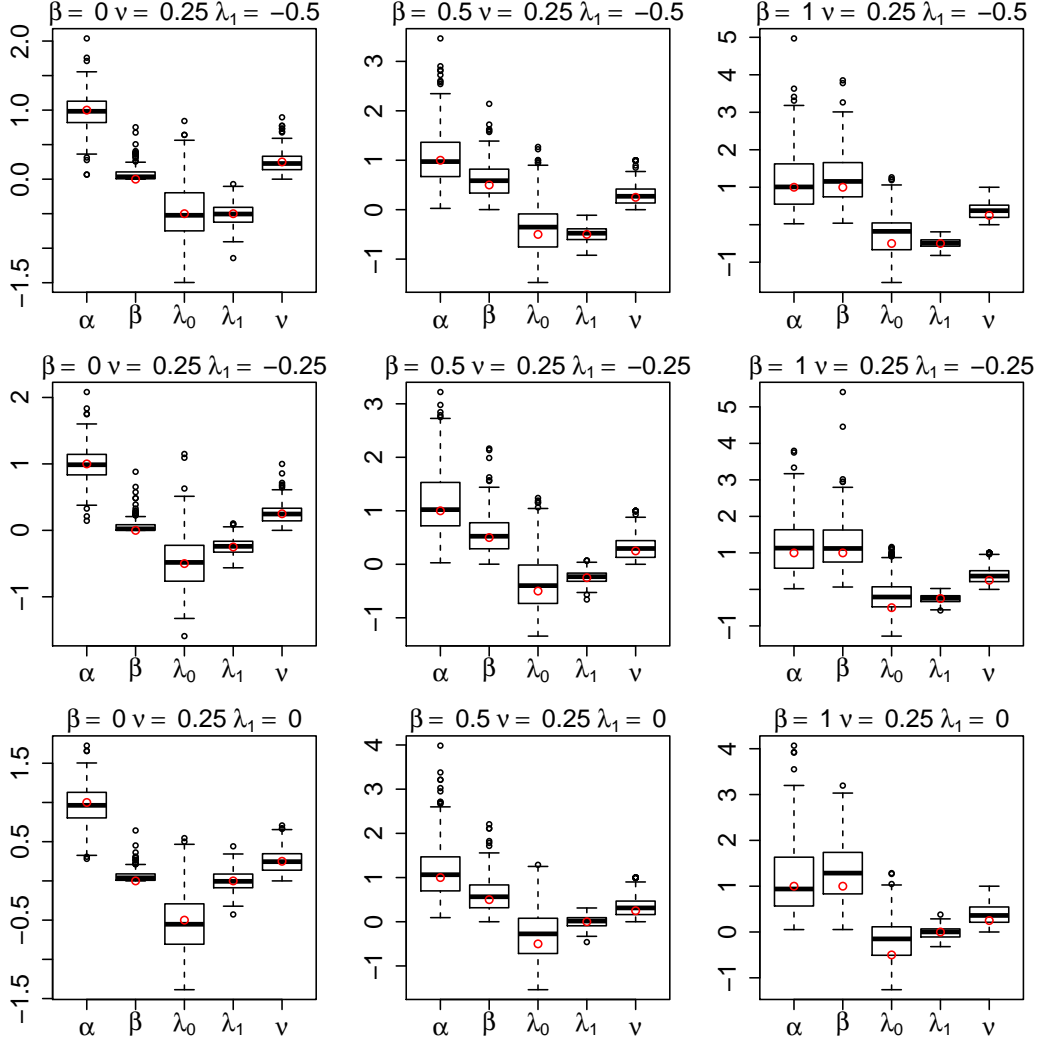 β = 0 ν = 0.25 λ₁ = −0.5
2.0
1.0
0.0
−1.5
α β λ₀ λ₁ ν
β = 0.5 ν = 0.25 λ₁ = −0.5
3
2
1
0
−1
α β λ₀ λ₁ ν
β = 1 ν = 0.25 λ₁ = −0.5
5
4
3
1
−1
α β λ₀ λ₁ ν
β = 0 ν = 0.25 λ₁ = −0.25
2
1
0
−1
α β λ₀ λ₁ ν
β = 0.5 ν = 0.25 λ₁ = −0.25
3
2
1
0
−1
α β λ₀ λ₁ ν
β = 1 ν = 0.25 λ₁ = −0.25
5
4
3
1
−1
α β λ₀ λ₁ ν
β = 0 ν = 0.25 λ₁ = 0
1.5
0.5
−0.5
−1.5
α β λ₀ λ₁ ν
β = 0.5 ν = 0.25 λ₁ = 0
4
3
2
1
0
−1
α β λ₀ λ₁ ν
β = 1 ν = 0.25 λ₁ = 0
4
3
2
1
0
−1
α β λ₀ λ₁ ν